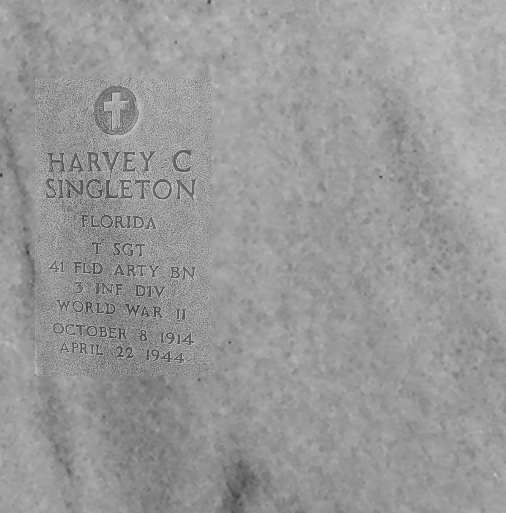 HARVEY C
SINGLETON
FLORIDA
T SGT
41 FLD ARTY BN
3 INF DIV
WORLD WAR II
OCTOBER 8 1914
APRIL 22 1944